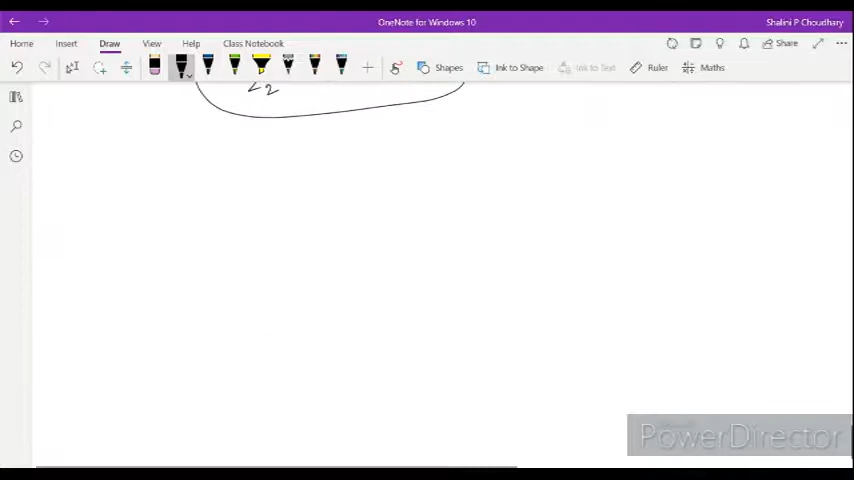 OneNote for Windows 10
Shalini P Choudhary
Home Insert Draw View Help Class Notebook Share
Shapes Ink to Shape Ink to Text Ruler Maths
2
PowerDirector